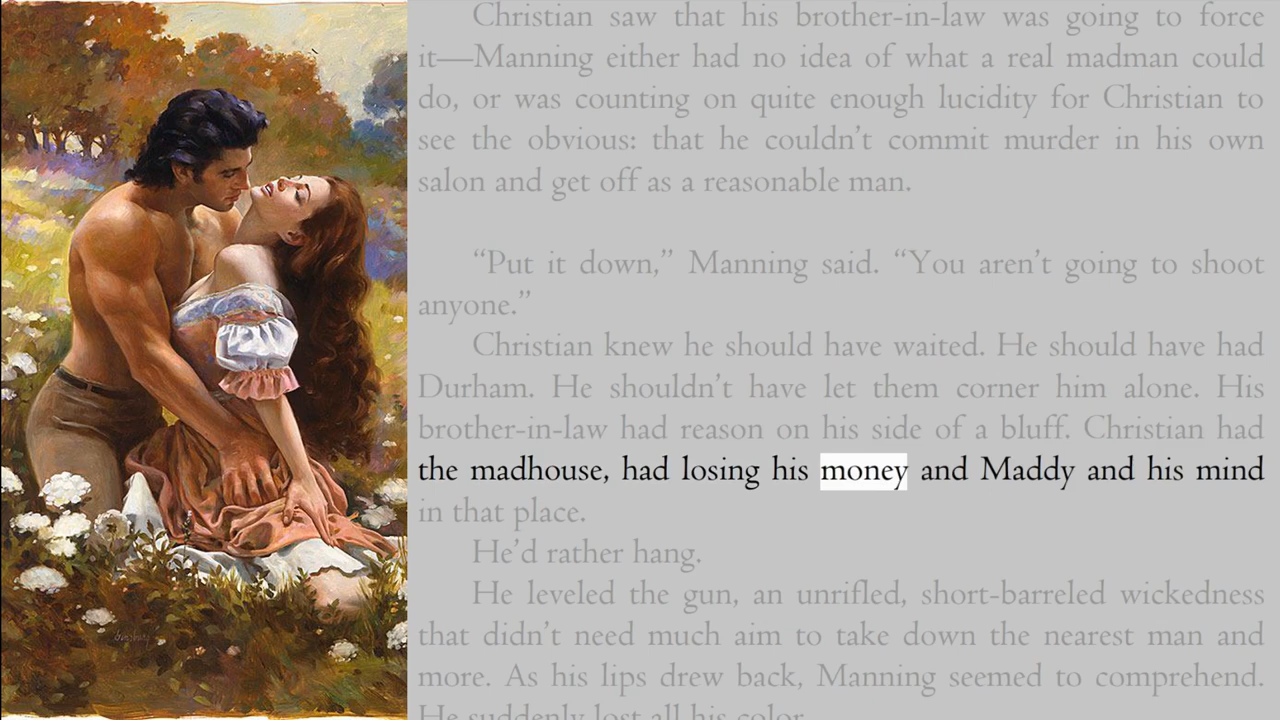 Christian saw that his brother-in-law was going to force
it—Manning either had no idea of what a real madman could
do, or was counting on quite enough lucidity for Christian to
see the obvious: that he couldn’t commit murder in his own
salon and get off as a reasonable man.
“Put it down,” Manning said. “You aren’t going to shoot
anyone.”
Christian knew he should have waited. He should have had
Durham. He shouldn’t have let them corner him alone. His
brother-in-law had reason on his side of a bluff. Christian had
the madhouse, had losing his money and Maddy and his mind
in that place.
He’d rather hang.
He leveled the gun, an unrifled, short-barreled wickedness
that didn’t need much aim to take down the nearest man and
more. As his lips drew back, Manning seemed to comprehend.
He suddenly lost all his color.